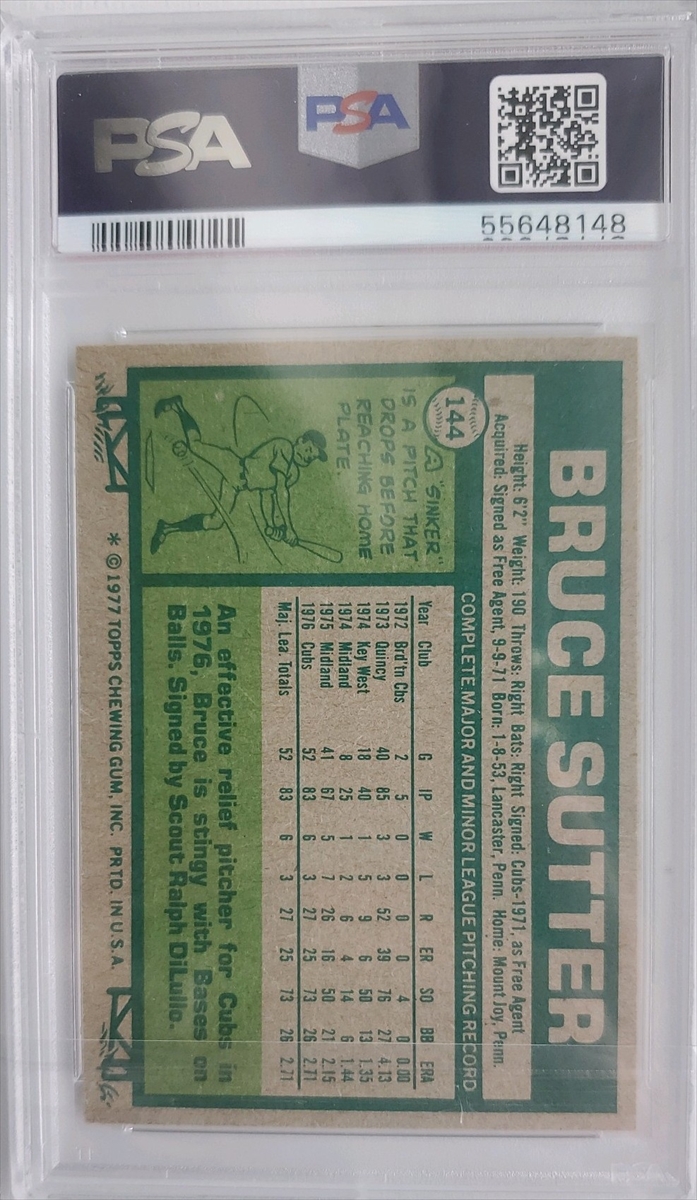 PSA
PSA
55648148
BRUCE SUTTER
144
Height: 6'2" Weight: 190 Throws: Right Bats: Right Signed: Cubs-1971, as Free Agent
Acquired: Signed as Free Agent, 9-9-71 Born: 1-8-53, Lancaster, Penn. Home: Mount Joy, Penn.
COMPLETE MAJOR AND MINOR LEAGUE PITCHING RECORD
A "SINKER"
IS A PITCH THAT
DROPS BEFORE
REACHING HOME
PLATE.
Year Club G IP W L R ER SO BB ERA
1972 Brd'tn Cbs 2 5 0 0 0 0 4 0 0.00
1973 Quincy 40 85 3 3 52 39 76 27 4.13
1974 Key West 18 40 1 5 9 6 50 13 1.35
1974 Midland 8 25 1 2 6 4 14 6 1.44
1975 Midland 41 67 5 7 26 16 50 21 2.15
1976 Cubs 52 83 6 3 27 25 73 26 2.71
Maj. Lea. Totals 52 83 6 3 27 25 73 26 2.71
An effective relief pitcher for Cubs in
1976, Bruce is stingy with Bases on
Balls. Signed by Scout Ralph DiLullo.
* © 1977 TOPPS CHEWING GUM, INC. PRTD. IN U.S.A.